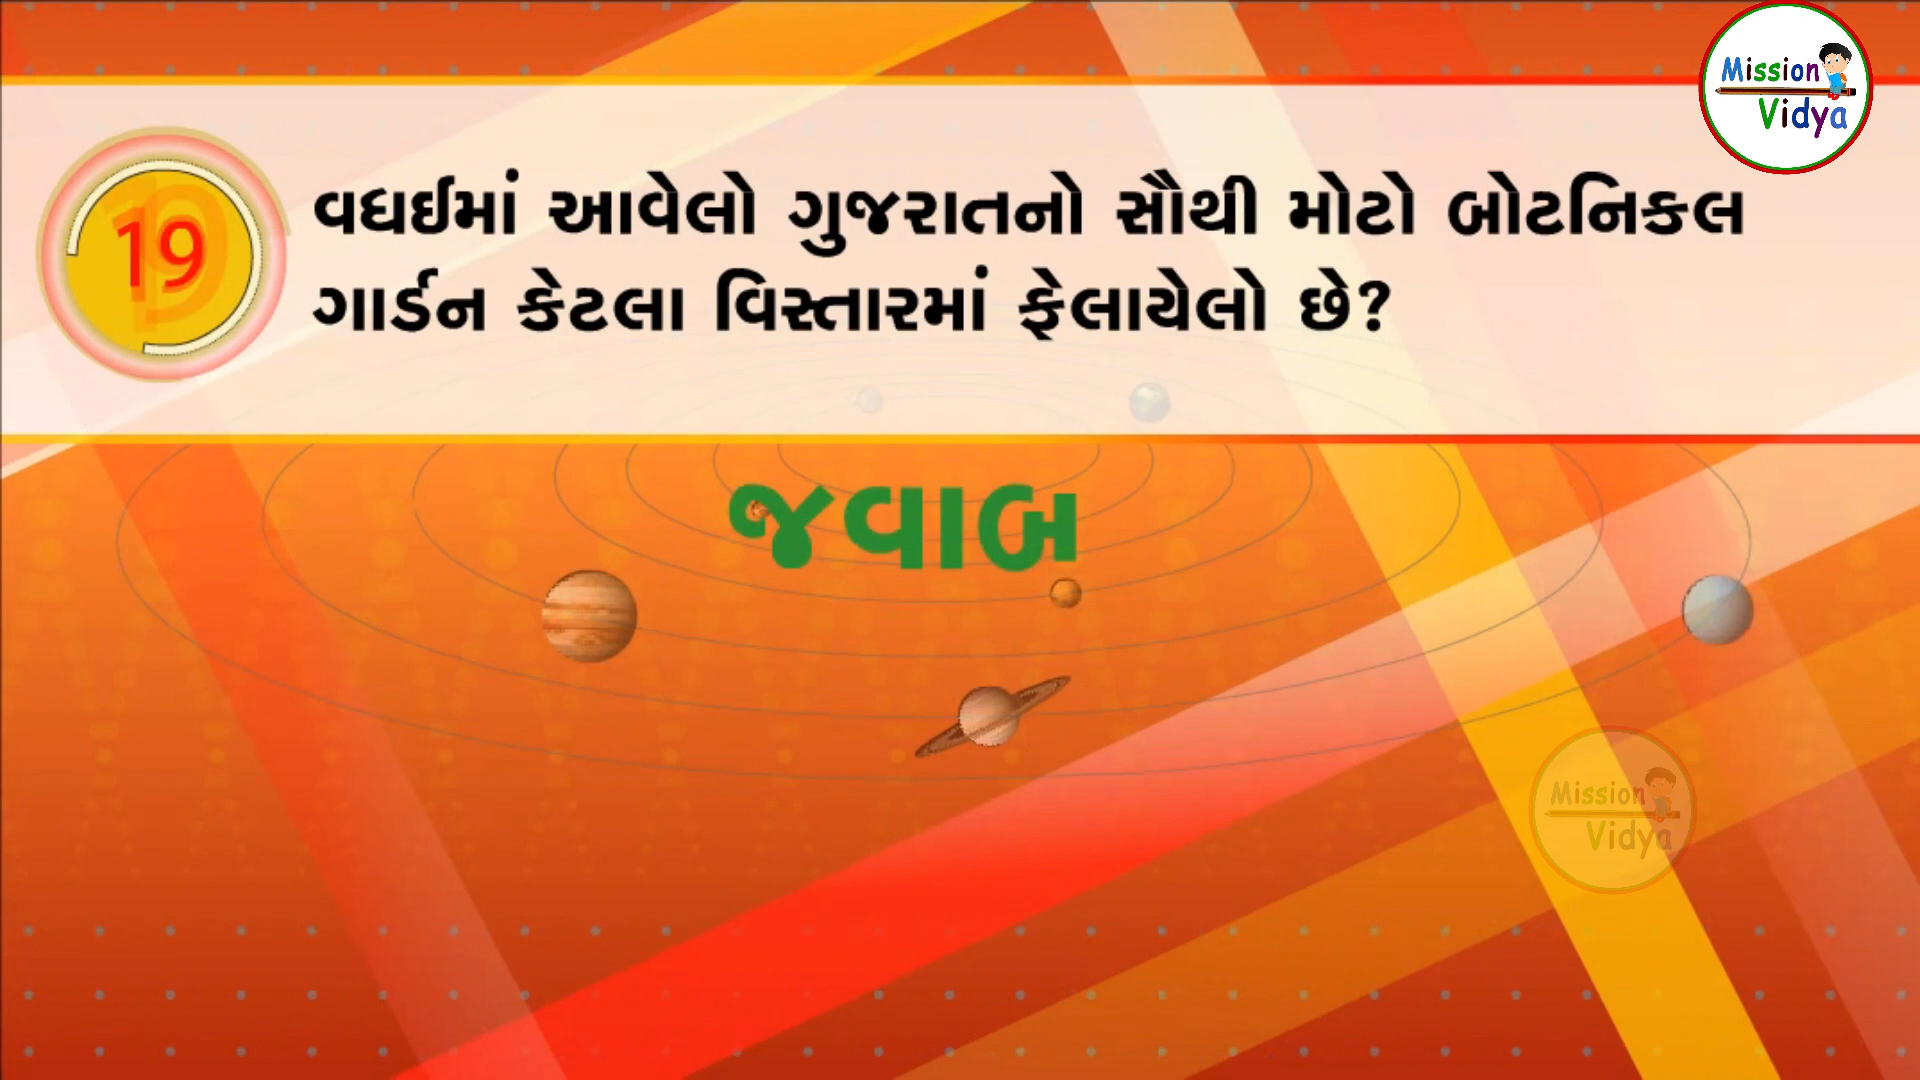 Mission
Vidya
19
વઘઈમાં આવેલો ગુજરાતનો સૌથી મોટો બોટનિકલ
ગાર્ડન કેટલા વિસ્તારમાં ફેલાયેલો છે?
જવાબ
Mission
Vidya